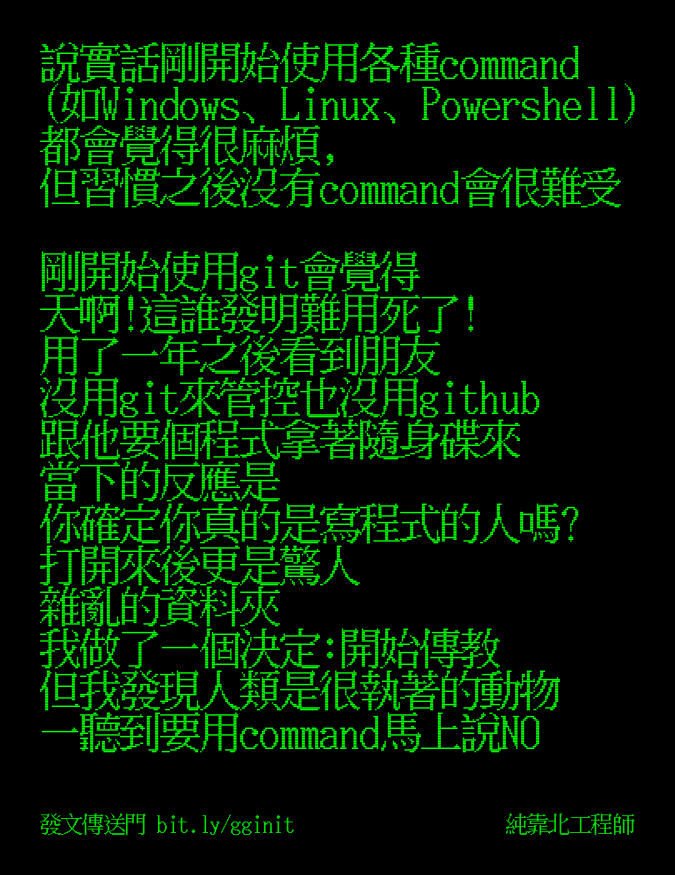 說實話剛開始使用各種command
(如Windows、Linux、Powershell)
都會覺得很麻煩,
但習慣之後沒有command會很難受
剛開始使用git會覺得
天啊!這誰發明難用死了!
用了一年之後看到朋友
沒用git來管控也沒用github
跟他要個程式拿著隨身碟來
當下的反應是
你確定你真的是寫程式的人嗎?
打開來後更是驚人
雜亂的資料夾
我做了一個決定:開始傳教
但我發現人類是很執著的動物
一聽到要用command馬上說NO
發文傳送門 bit.ly/gginit
純靠北工程師